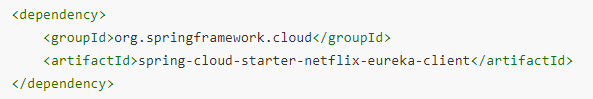 <dependency>
    <groupId>org.springframework.cloud</groupId>
    <artifactId>spring-cloud-starter-netflix-eureka-client</artifactId>
</dependency>